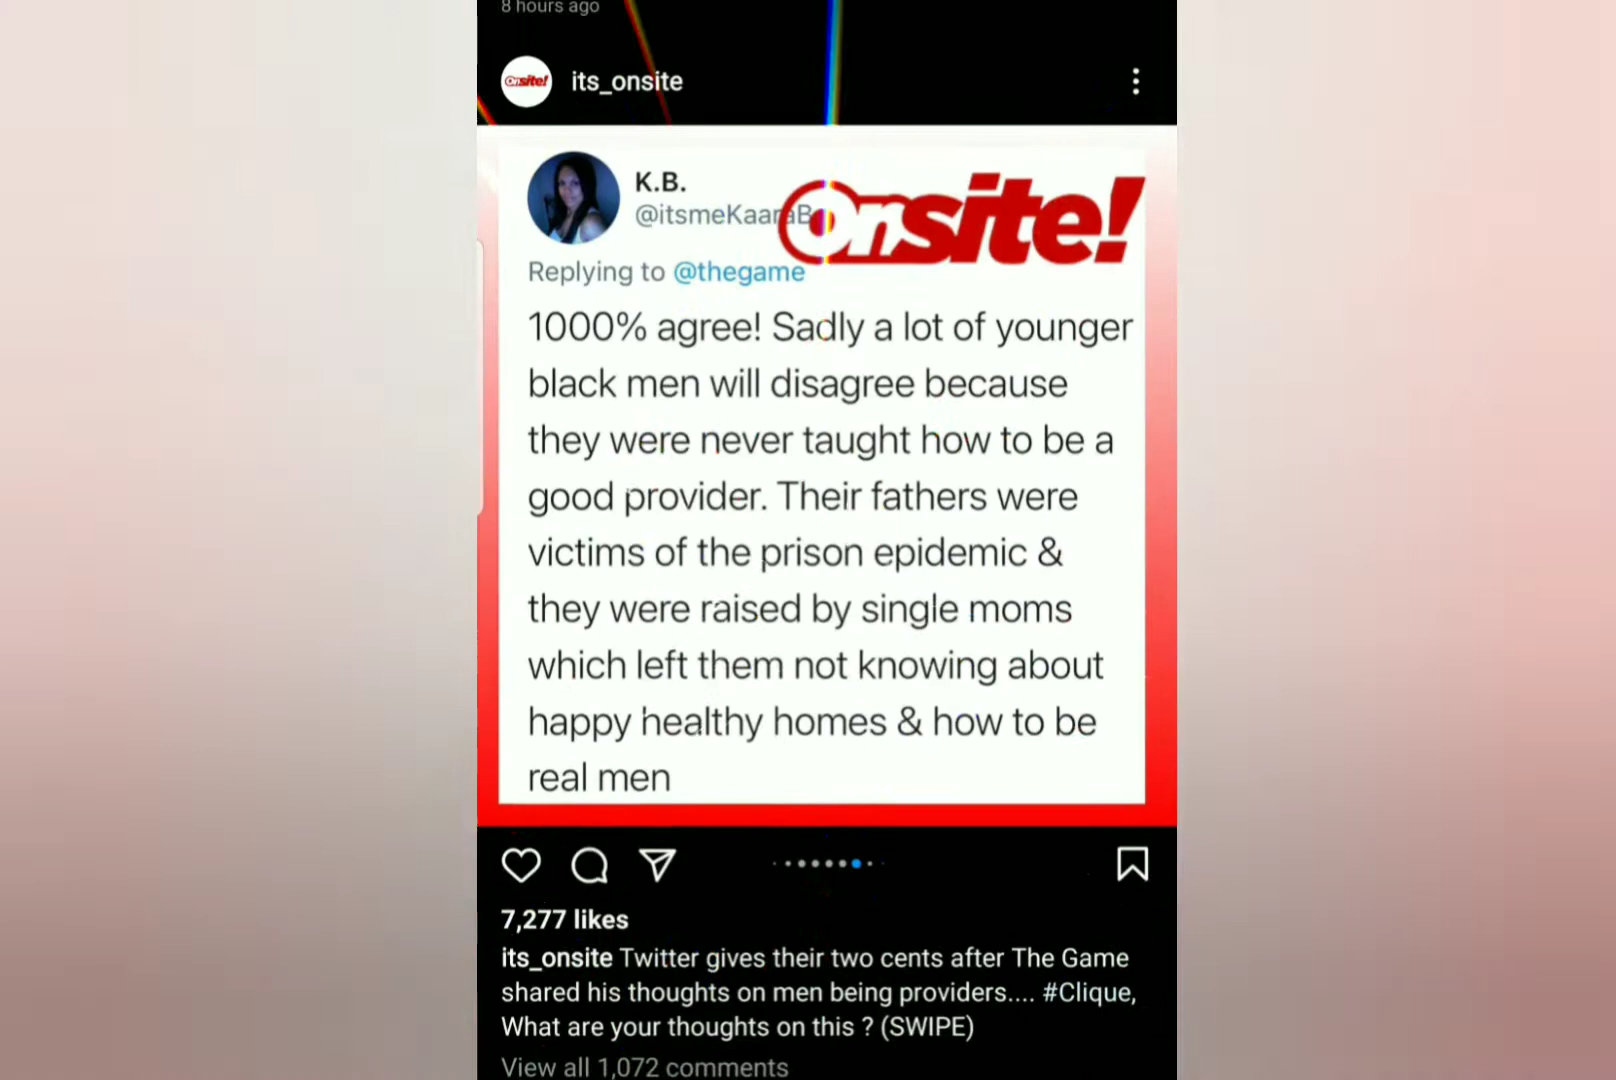 8 hours ago
Onsite!
its_onsite
K.B.
Onsite!
@itsmeKaaraB
Replying to @thegame
1000% agree! Sadly a lot of younger
black men will disagree because
they were never taught how to be a
good provider. Their fathers were
victims of the prison epidemic &
they were raised by single moms
which left them not knowing about
happy healthy homes & how to be
real men
7,277 likes
its_onsite Twitter gives their two cents after The Game
shared his thoughts on men being providers.... #Clique,
What are your thoughts on this ? (SWIPE)
View all 1,072 comments